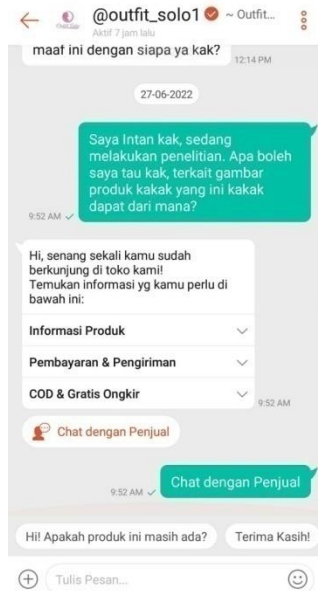 @outfit_solo1 ~ Outfit...
Aktif 7 jam lalu
maaf ini dengan siapa ya kak?
12:14 PM
27-06-2022
Saya Intan kak, sedang
melakukan penelitian. Apa boleh
saya tau kak, terkait gambar
produk kakak yang ini kakak
dapat dari mana?
9:52 AM
Hi, senang sekali kamu sudah
berkunjung di toko kami!
Temukan informasi yg kamu perlu di
bawah ini:
Informasi Produk
Pembayaran & Pengiriman
COD & Gratis Ongkir
9:52 AM
Chat dengan Penjual
Chat dengan Penjual
9:52 AM
Hi! Apakah produk ini masih ada? Terima Kasih!
Tulis Pesan...